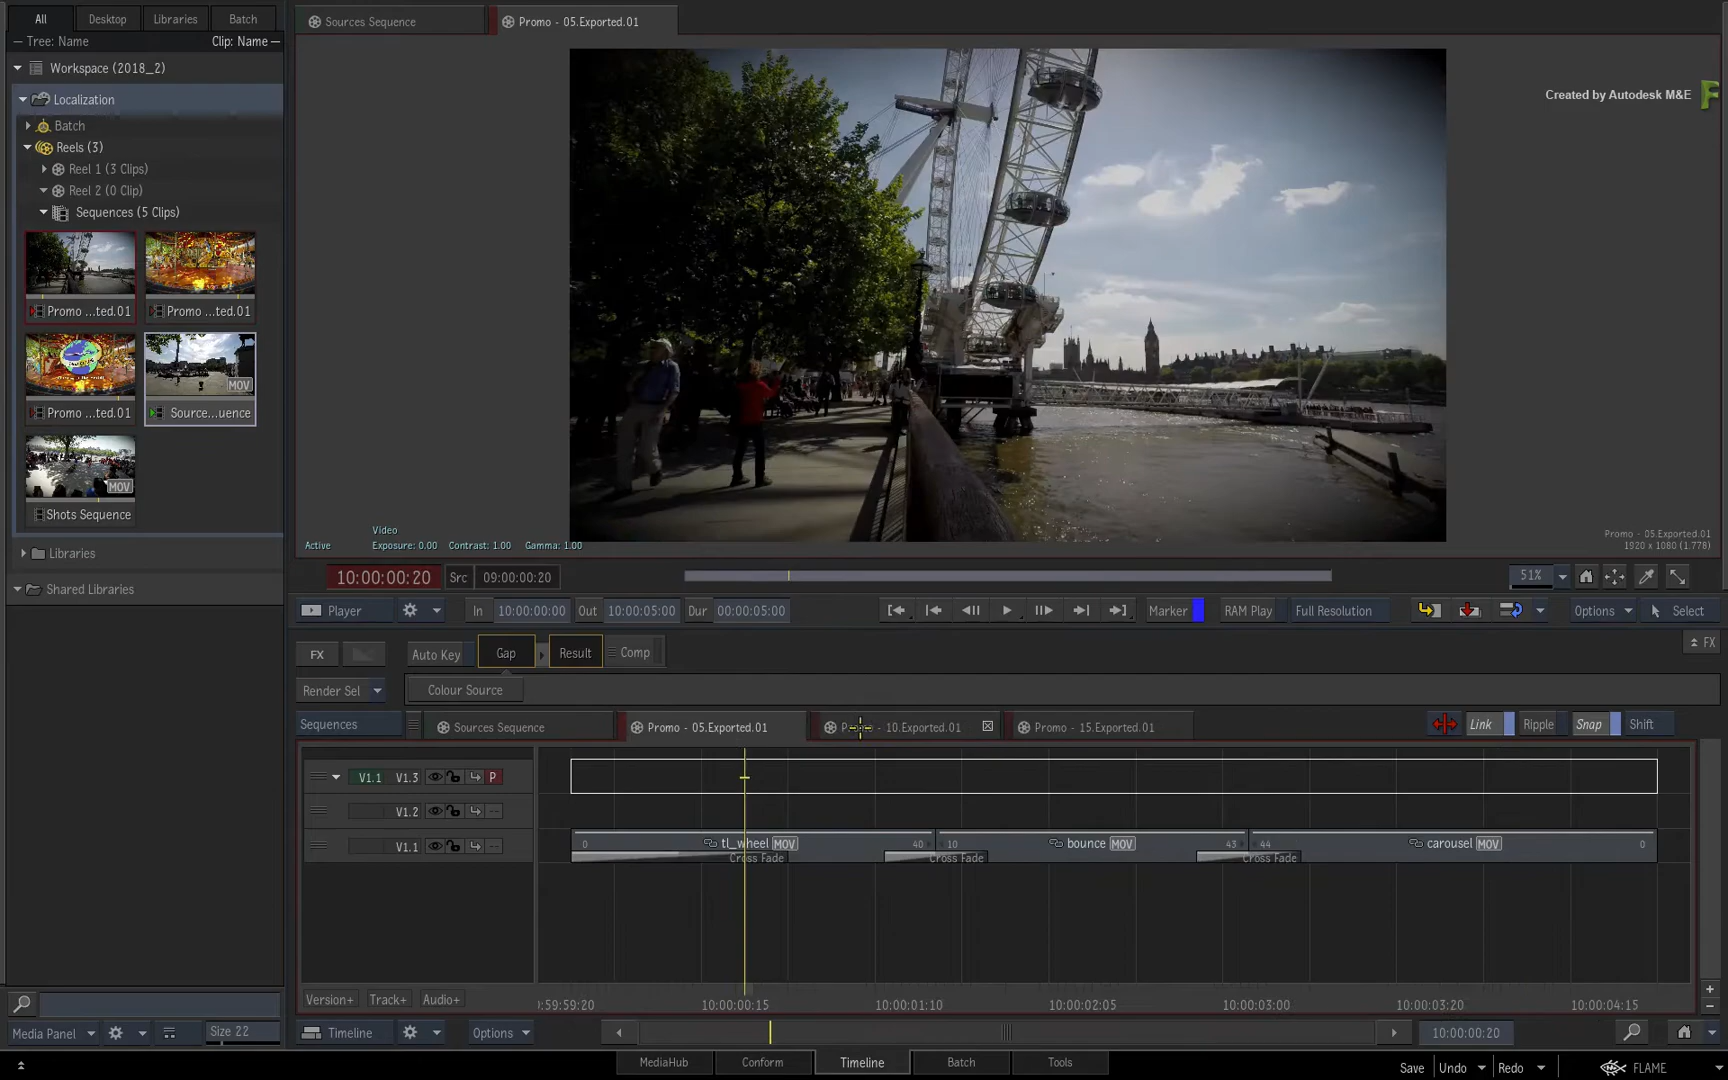 All
Desktop
Libraries
Batch
Tree: Name
Clip: Name
Workspace (2018_2)
Localization
Batch
Reels (3)
Reel 1 (3 Clips)
Reel 2 (0 Clip)
Sequences (5 Clips)
Promo ...ted.01
Promo ...ted.01
MOV
Promo ...ted.01
Source...uence
MOV
Shots Sequence
Libraries
Shared Libraries
Media Panel
Size 22
Sources Sequence
Promo - 05.Exported.01
Created by Autodesk M&E
Video
Active
Exposure: 0.00
Contrast: 1.00
Gamma: 1.00
Promo - 05.Exported.01
1920 x 1080 (1.778)
10:00:00:20
Src
09:00:00:20
51%
Player
In
10:00:00:00
Out
10:00:05:00
Dur
00:00:05:00
Marker
RAM Play
Full Resolution
Options
Select
FX
Auto Key
Gap
Result
Comp
FX
Render Sel
Colour Source
Sequences
Sources Sequence
Promo - 05.Exported.01
- 10.Exported.01
Promo - 15.Exported.01
Link
Ripple
Snap
Shift
V1.1 V1.3 P
V1.2
V1.1
0 tl_wheel MOV 40 10 bounce MOV 43 44 carousel MOV 0
Cross Fade Cross Fade Cross Fade
Version+
Track+
Audio+
:59:59:20
10:00:00:15
10:00:01:10
10:00:02:05
10:00:03:00
10:00:03:20
10:00:04:15
Timeline
Options
10:00:00:20
MediaHub
Conform
Timeline
Batch
Tools
Save
Undo
Redo
FLAME